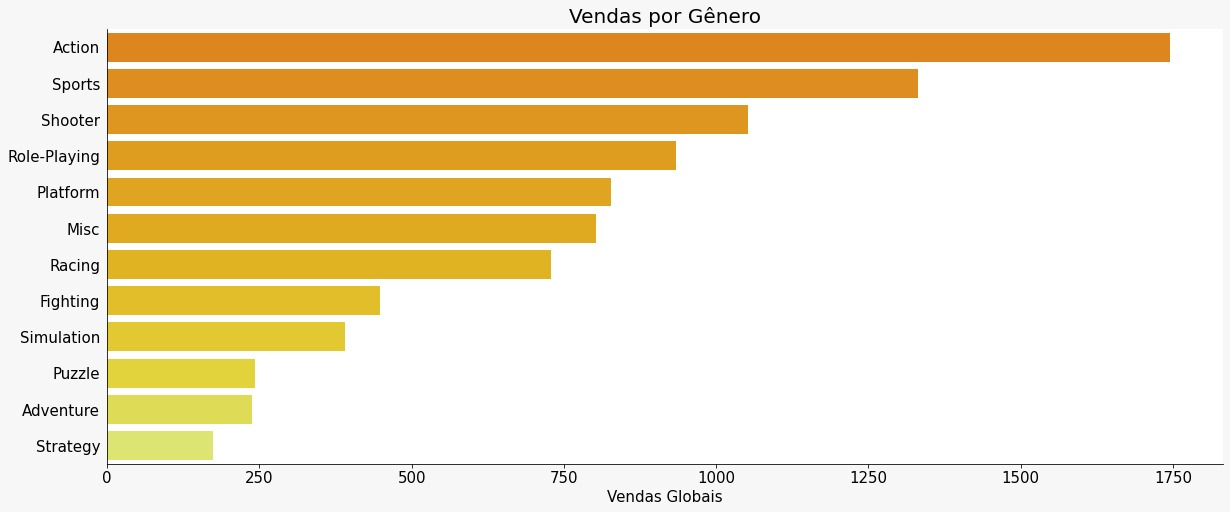 Vendas por Gênero
Action
Sports
Shooter
Role-Playing
Platform
Misc
Racing
Fighting
Simulation
Puzzle
Adventure
Strategy
0 250 500 750 1000 1250 1500 1750
Vendas Globais